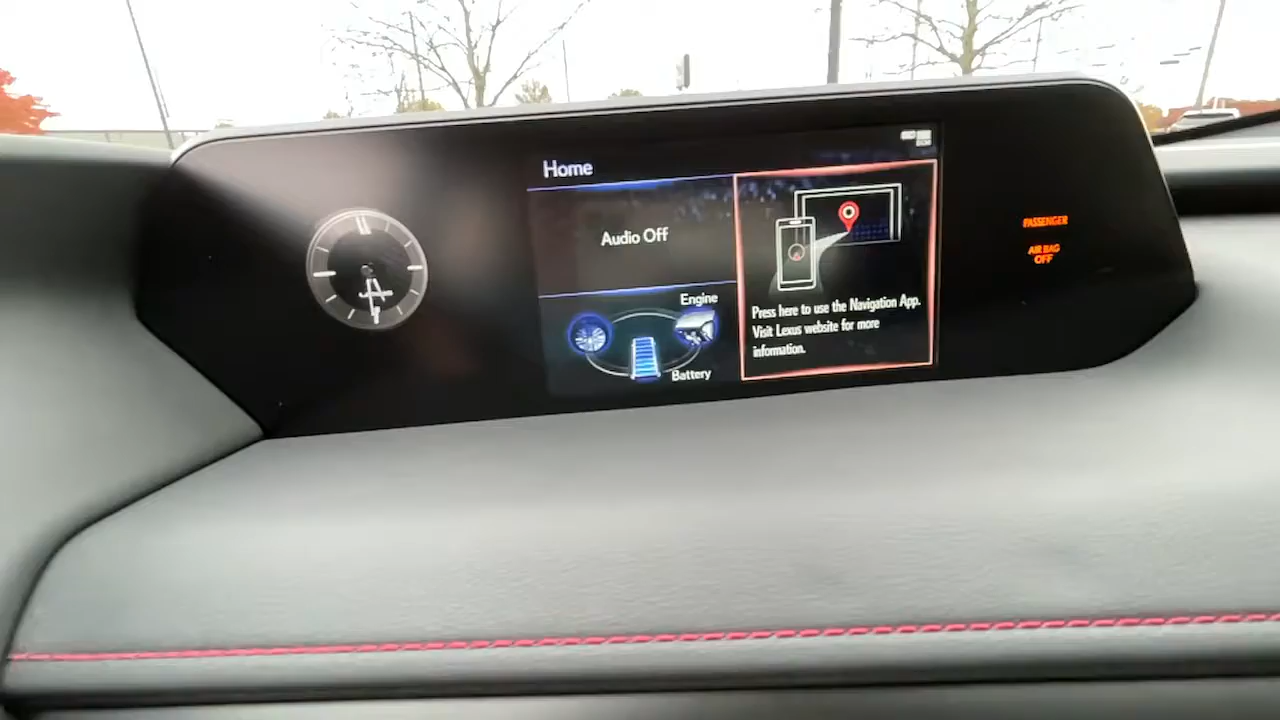 Home
Audio Off
Engine
Battery
Press here to use the Navigation App.
Visit Lexus website for more
information.
PASSENGER
AIR BAG
OFF